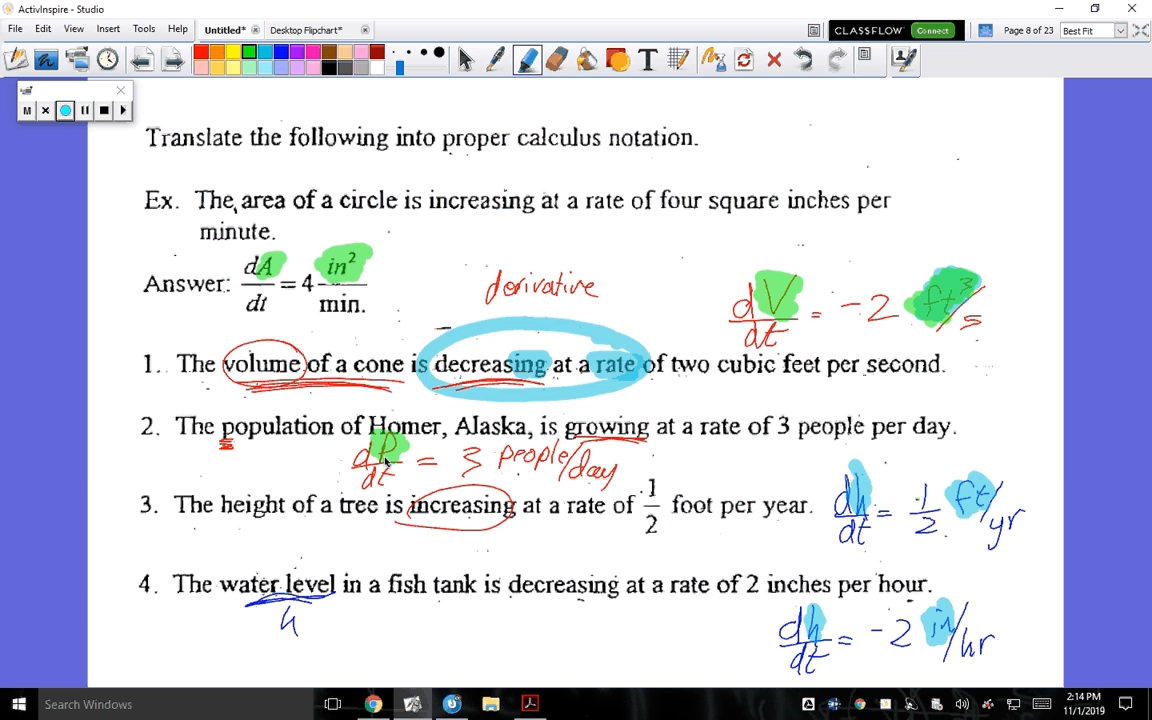 ActivInspire - Studio
File Edit View Insert Tools Help Untitled* Desktop Flipchart* CLASSFLOW Connect Page 8 of 23 Best Fit
M
Translate the following into proper calculus notation.
Ex. The area of a circle is increasing at a rate of four square inches per
minute.
Answer: dA/dt = 4 in²/min.
derivative
dV/dt = -2 ft³/s
1. The volume of a cone is decreasing at a rate of two cubic feet per second.
2. The population of Homer, Alaska, is growing at a rate of 3 people per day.
dP/dt = 3 people/day
3. The height of a tree is increasing at a rate of 1/2 foot per year.
dh/dt = 1/2 ft/yr
4. The water level in a fish tank is decreasing at a rate of 2 inches per hour.
h
dh/dt = -2 in/hr
Search Windows
2:14 PM
11/1/2019